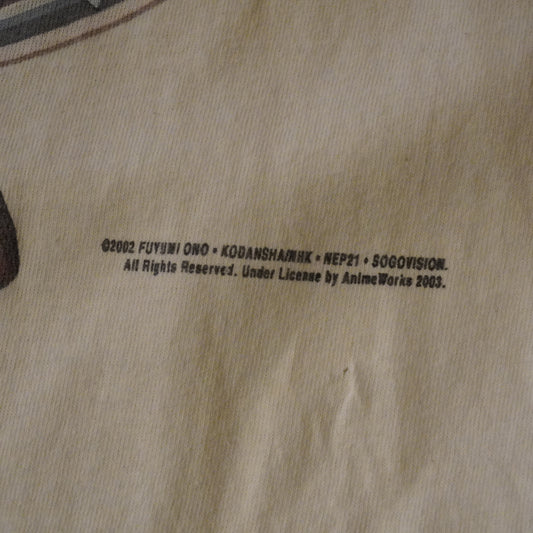 ©2002 FUYUMI ONO • KODANSHA/NHK • NEP21 • SOGOVISION.
All Rights Reserved. Under License by AnimeWorks 2003.